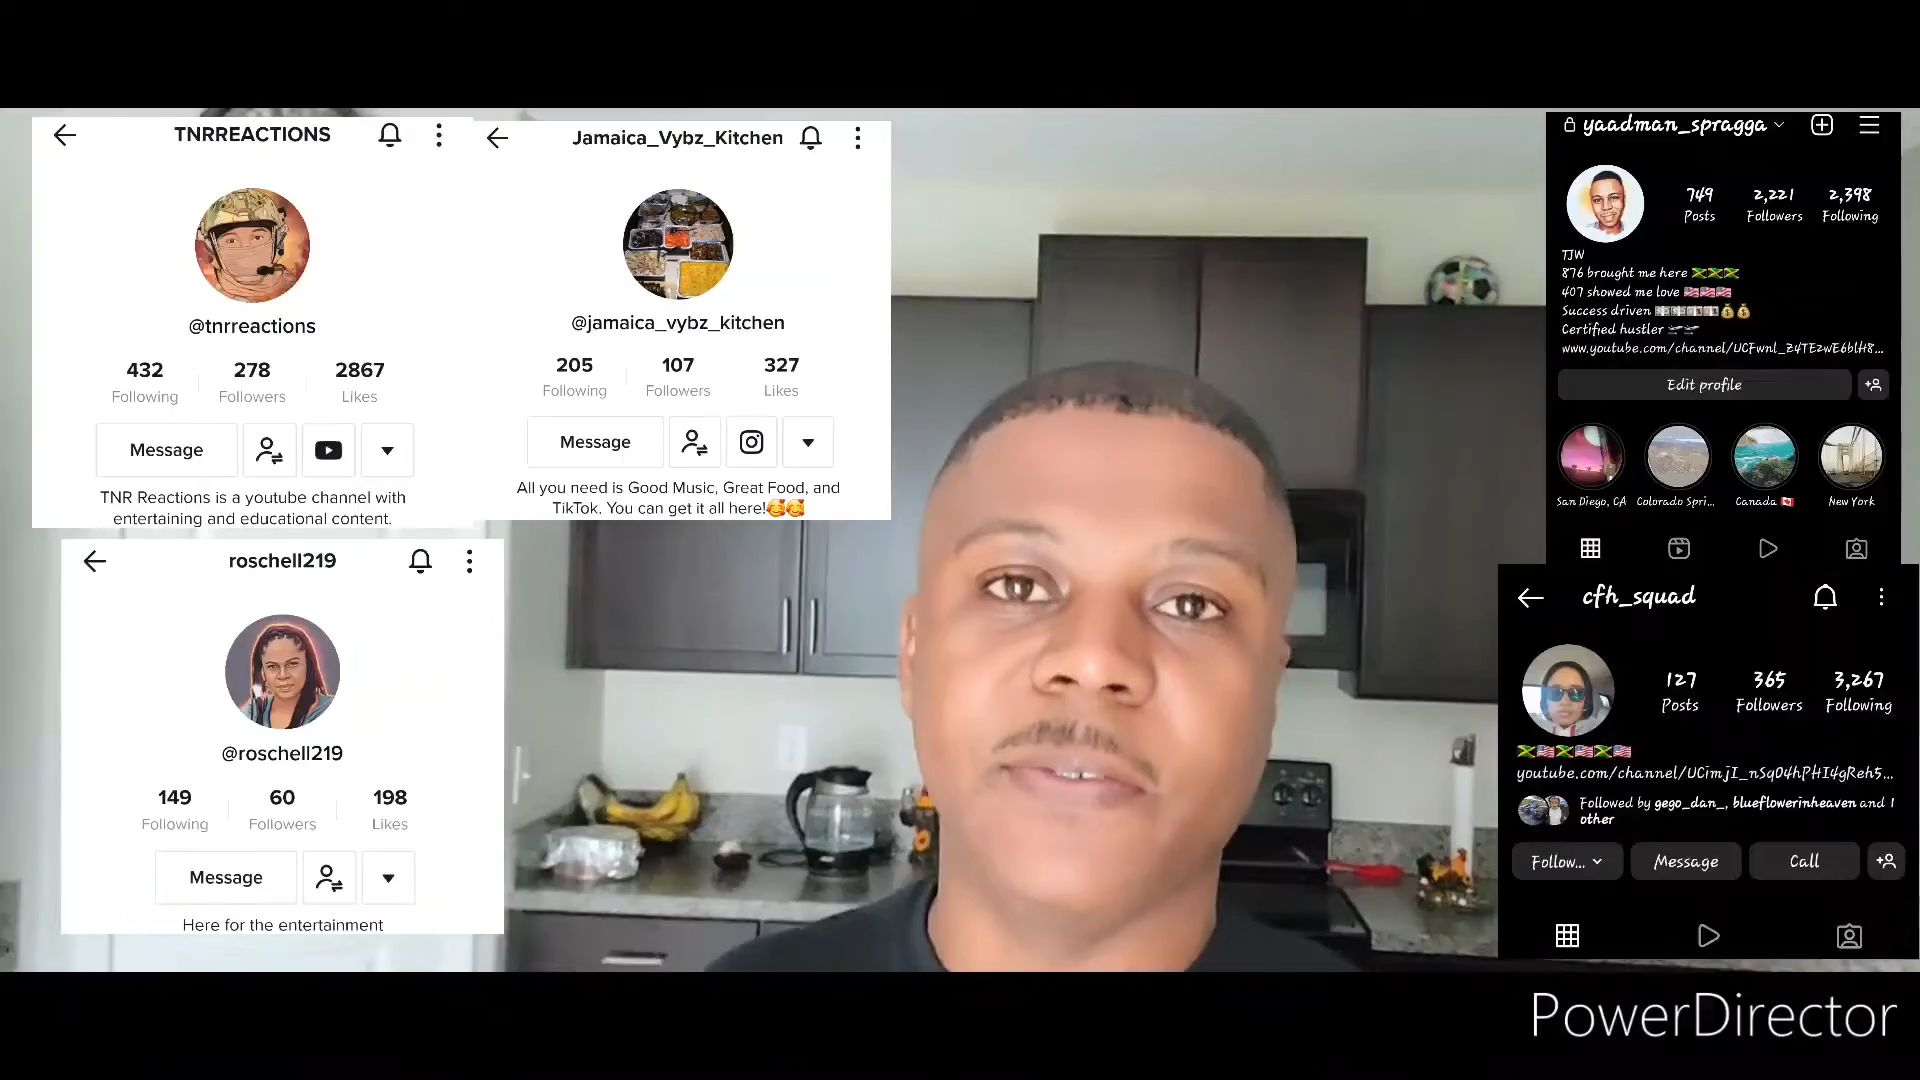 TNRREACTIONS
@tnrreactions
432 278 2867
Following Followers Likes
Message
TNR Reactions is a youtube channel with
entertaining and educational content.
Jamaica_Vybz_Kitchen
@jamaica_vybz_kitchen
205 107 327
Following Followers Likes
Message
All you need is Good Music, Great Food, and
TikTok. You can get it all here!🥰🥰
roschell219
@roschell219
149 60 198
Following Followers Likes
Message
Here for the entertainment
yaadman_spragga
749 2,221 2,398
Posts Followers Following
TJW
876 brought me here 🇯🇲🇯🇲🇯🇲
407 showed me love 🇺🇸🇺🇸🇺🇸
Success driven
Certified hustler
www.youtube.com/channel/UCFwnl_Z4TEzwE6blH8...
Edit profile
San Diego, CA Colorado Spri... Canada 🇨🇦 New York
cfh_squad
127 365 3,267
Posts Followers Following
🇯🇲🇺🇸🇯🇲🇺🇸🇯🇲🇺🇸
youtube.com/channel/UCimjI_nSqO4hPHI4gReh5...
Followed by gego_dan_, blueflowerinheaven and 1
other
Follow... Message Call
PowerDirector